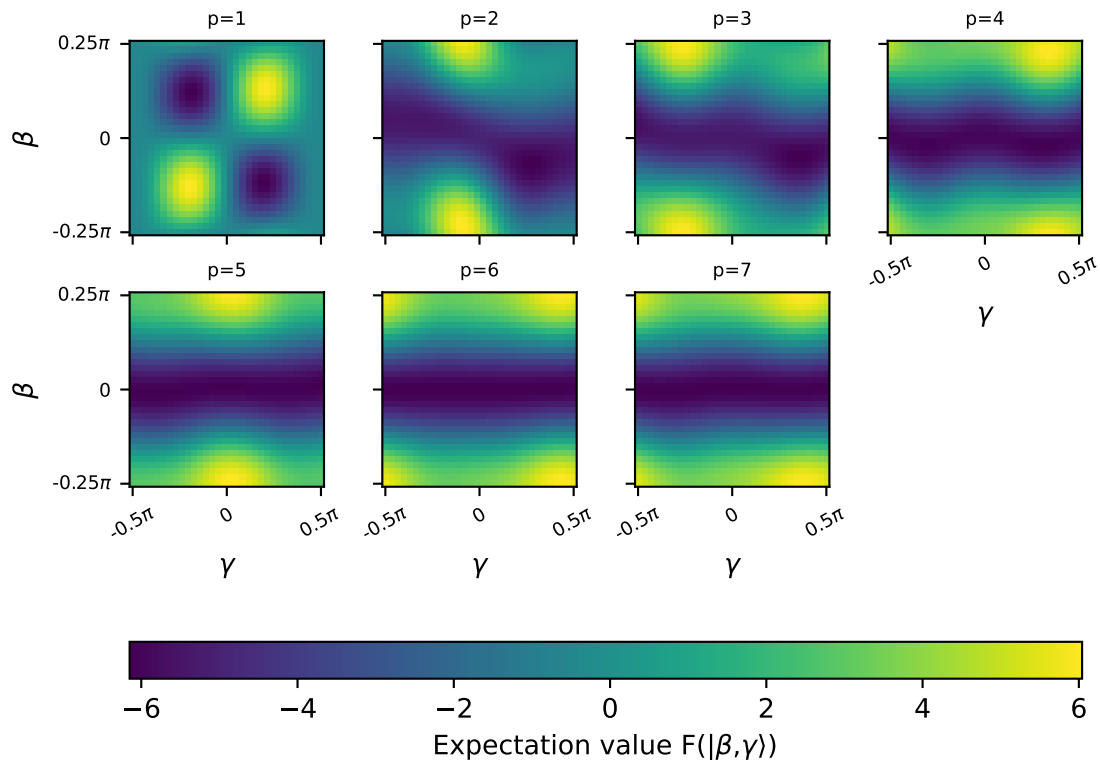 p=1 p=2 p=3 p=4
0.25π
β
0
-0.25π
-0.5π 0 0.5π
γ
p=5 p=6 p=7
0.25π
β
0
-0.25π
-0.5π 0 0.5π -0.5π 0 0.5π -0.5π 0 0.5π
γ γ γ
−6 −4 −2 0 2 4 6
Expectation value F(|β,γ⟩)